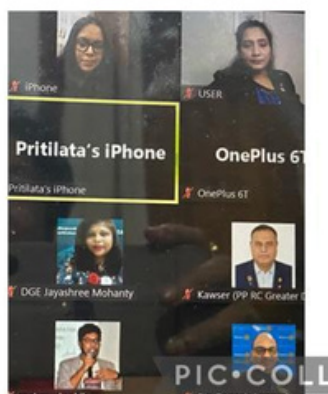 iPhone
USER
Pritilata's iPhone
OnePlus 6T
Pritilata's iPhone
OnePlus 6T
DGE Jayashree Mohanty
Kawser (PP RC Greater
PIC•COLL